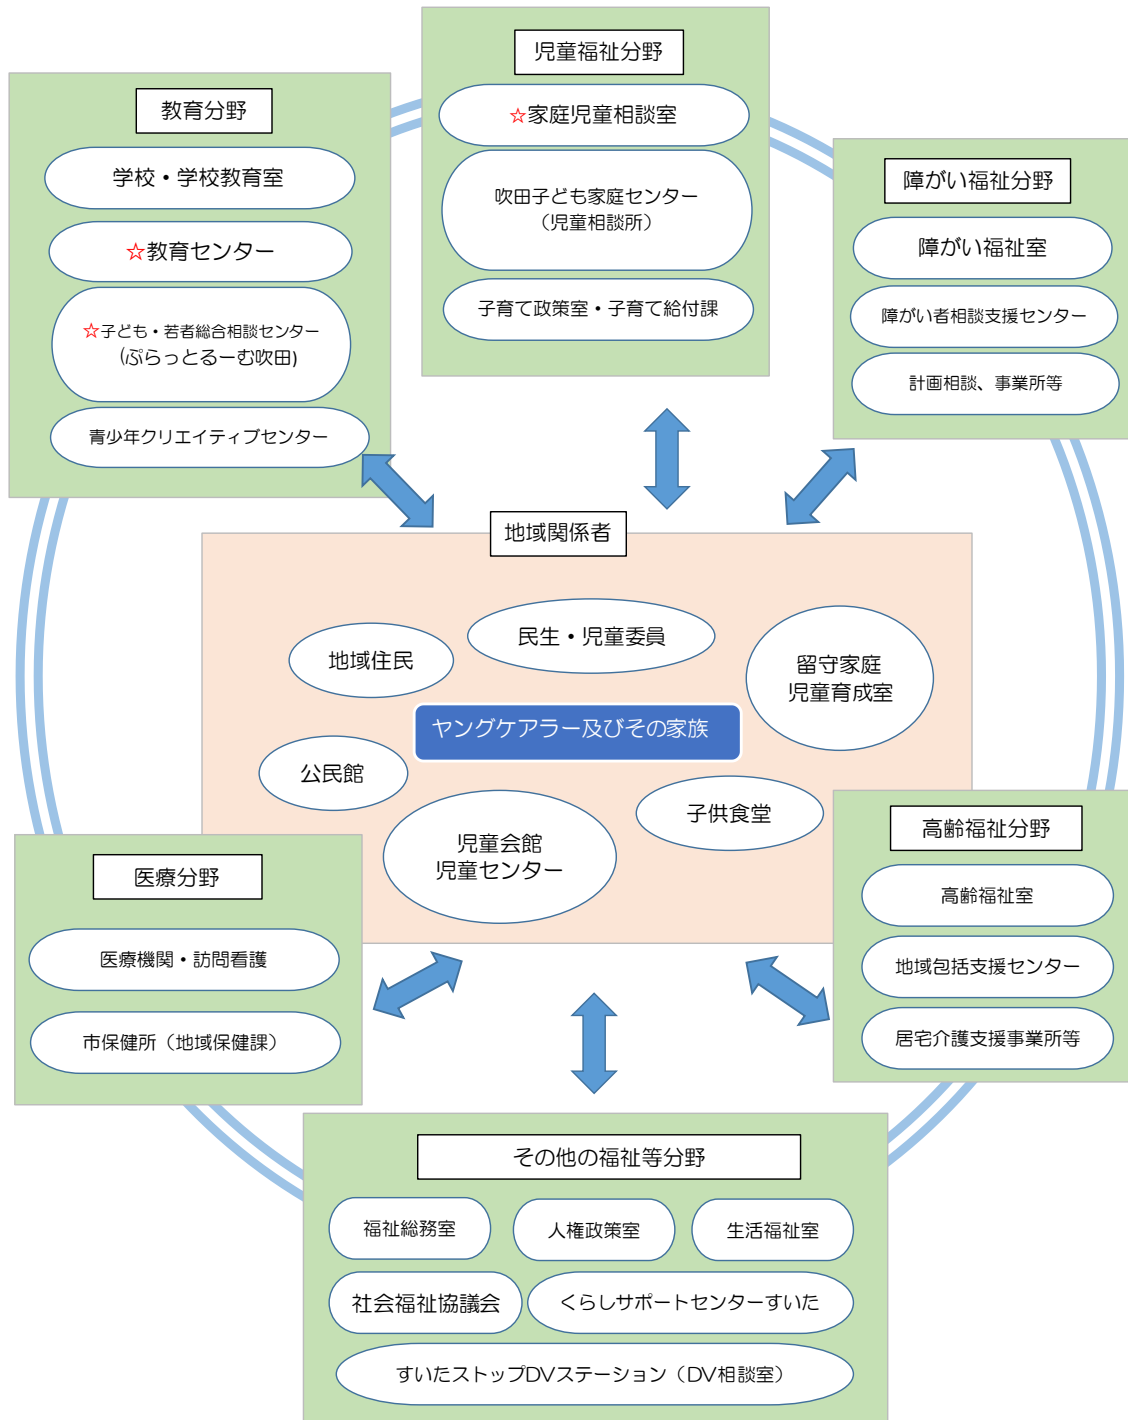 児童福祉分野
☆家庭児童相談室
吹田子ども家庭センター
（児童相談所）
子育て政策室・子育て給付課
教育分野
学校・学校教育室
☆教育センター
☆子ども・若者総合相談センター
(ぷらっとるーむ吹田)
青少年クリエイティブセンター
障がい福祉分野
障がい福祉室
障がい者相談支援センター
計画相談、事業所等
地域関係者
民生・児童委員
地域住民
留守家庭
児童育成室
ヤングケアラー及びその家族
公民館
子供食堂
児童会館
児童センター
医療分野
医療機関・訪問看護
市保健所（地域保健課）
高齢福祉分野
高齢福祉室
地域包括支援センター
居宅介護支援事業所等
その他の福祉等分野
福祉総務室
人権政策室
生活福祉室
社会福祉協議会
くらしサポートセンターすいた
すいたストップDVステーション（DV相談室）